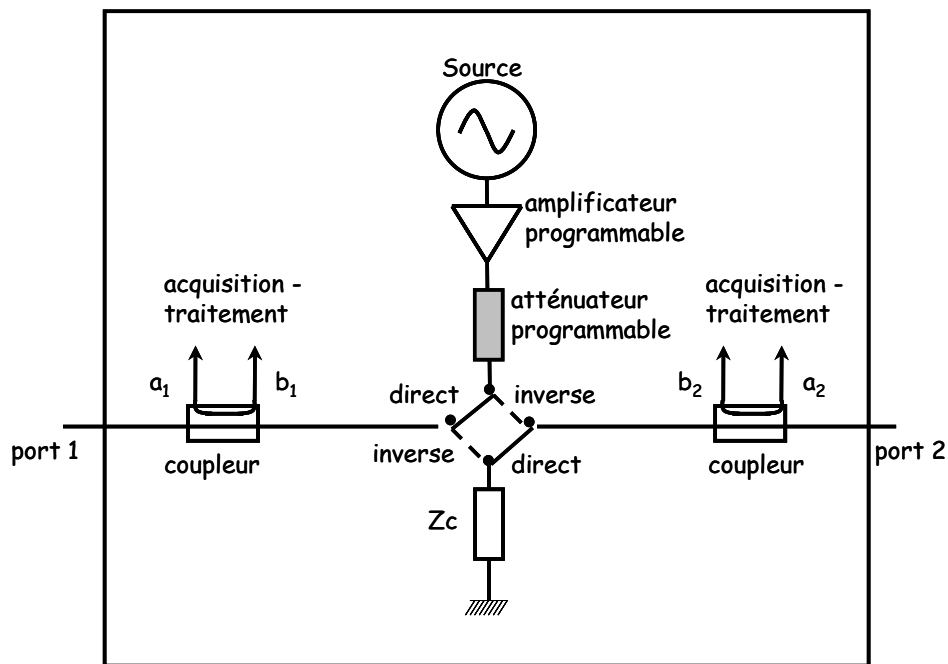 Source
amplificateur
programmable
acquisition -
traitement
acquisition -
traitement
atténuateur
programmable
a1
b1
b2
a2
direct
inverse
port 1
coupleur
inverse
direct
coupleur
port 2
Zc